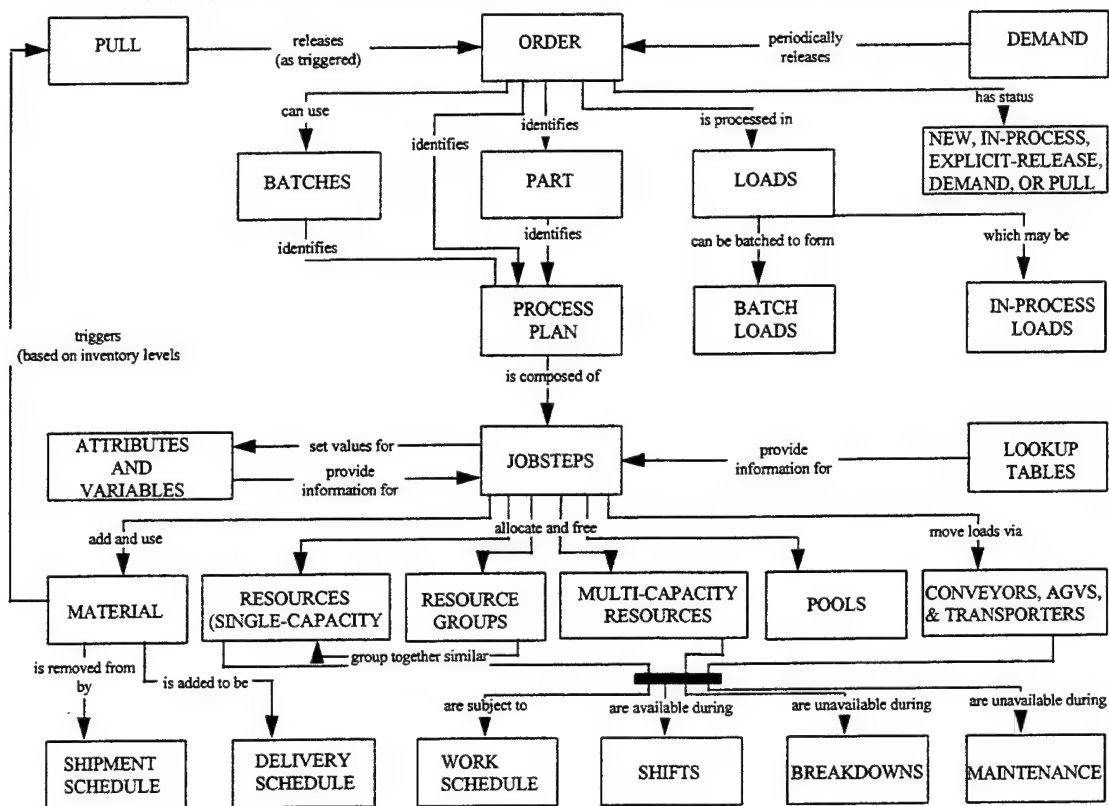 PULL
releases
(as triggered)
ORDER
periodically
releases
DEMAND
can use
identifies
identifies
is processed in
has status
BATCHES
PART
LOADS
NEW, IN-PROCESS,
EXPLICIT-RELEASE,
DEMAND, OR PULL
identifies
identifies
can be batched to form
which may be
PROCESS
PLAN
BATCH
LOADS
IN-PROCESS
LOADS
triggers
(based on inventory levels
is composed of
ATTRIBUTES
AND
VARIABLES
set values for
provide
information for
JOBSTEPS
provide
information for
LOOKUP
TABLES
add and use
allocate and free
move loads via
MATERIAL
RESOURCES
(SINGLE-CAPACITY
RESOURCE
GROUPS
MULTI-CAPACITY
RESOURCES
POOLS
CONVEYORS, AGVS,
& TRANSPORTERS
group together similar
is removed from
by
is added to be
are subject to
are available during
are unavailable during
are unavailable during
SHIPMENT
SCHEDULE
DELIVERY
SCHEDULE
WORK
SCHEDULE
SHIFTS
BREAKDOWNS
MAINTENANCE